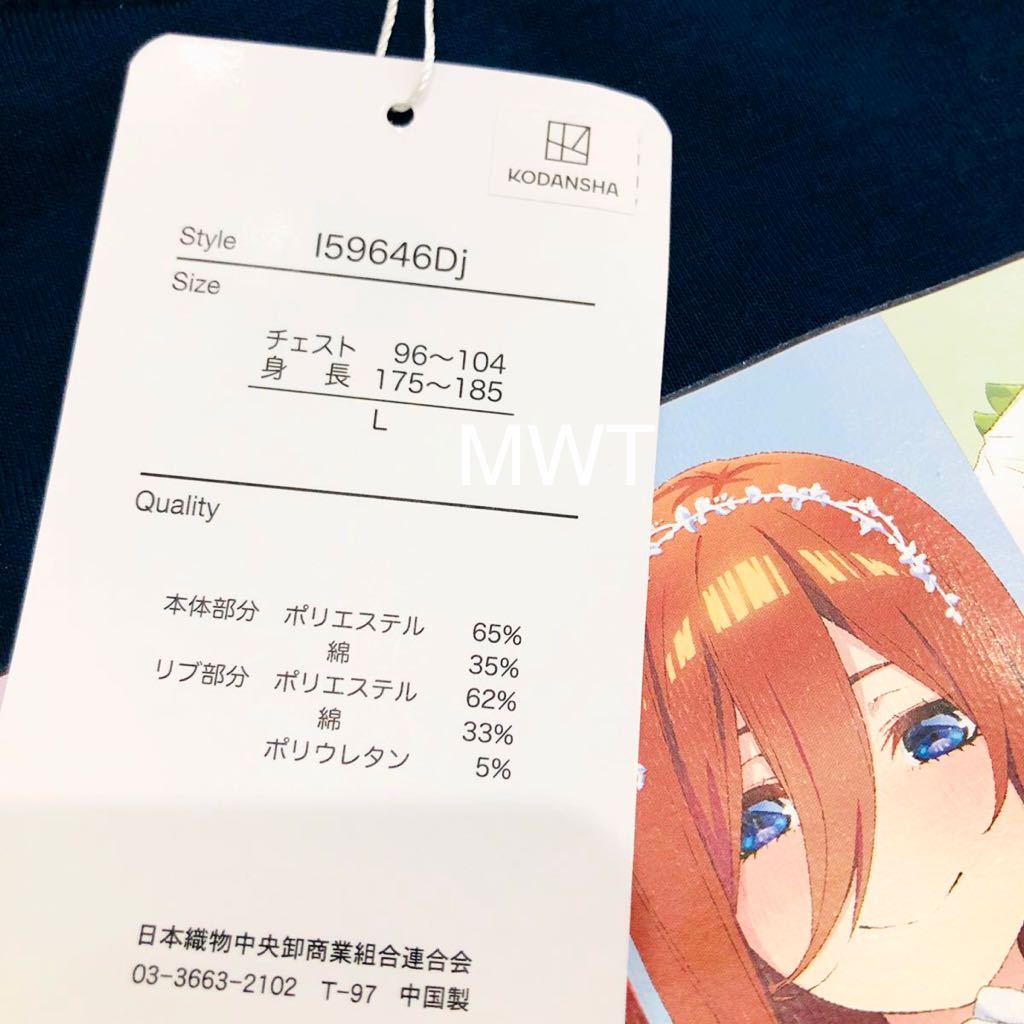 KODANSHA
Style I59646Dj
Size
チェスト 96～104
身 長 175～185
L
MWT
Quality
本体部分 ポリエステル 65%
綿 35%
リブ部分 ポリエステル 62%
綿 33%
ポリウレタン 5%
日本織物中央卸商業組合連合会
03-3663-2102 T-97 中国製